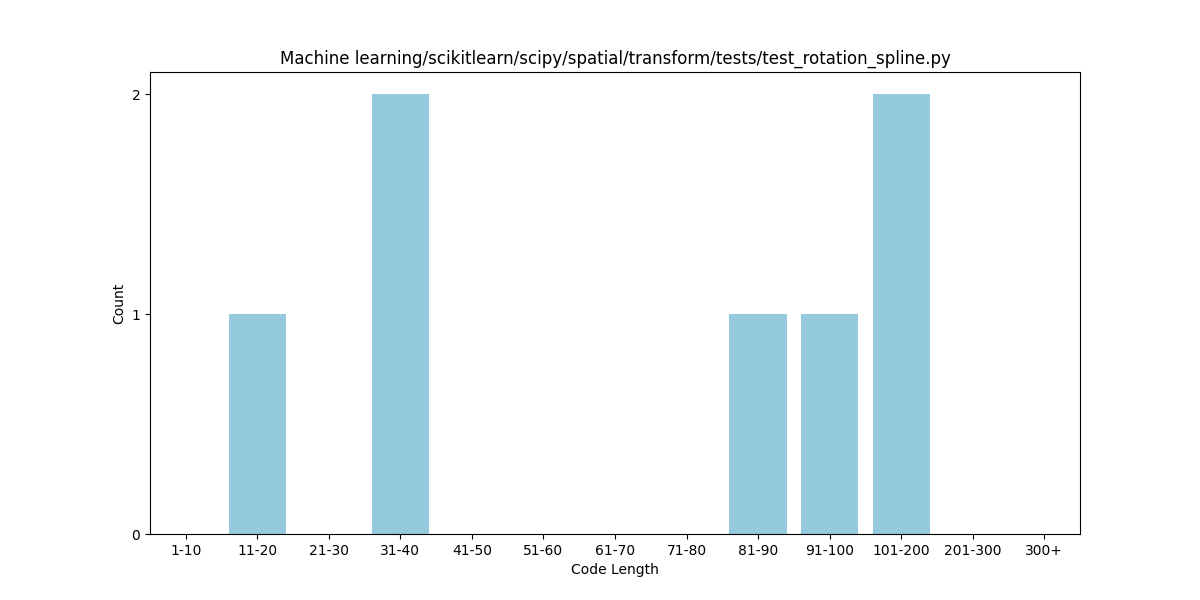 Machine learning/scikitlearn/scipy/spatial/transform/tests/test_rotation_spline.py
2
1
0
Count
1-10 11-20 21-30 31-40 41-50 51-60 61-70 71-80 81-90 91-100 101-200 201-300 300+
Code Length